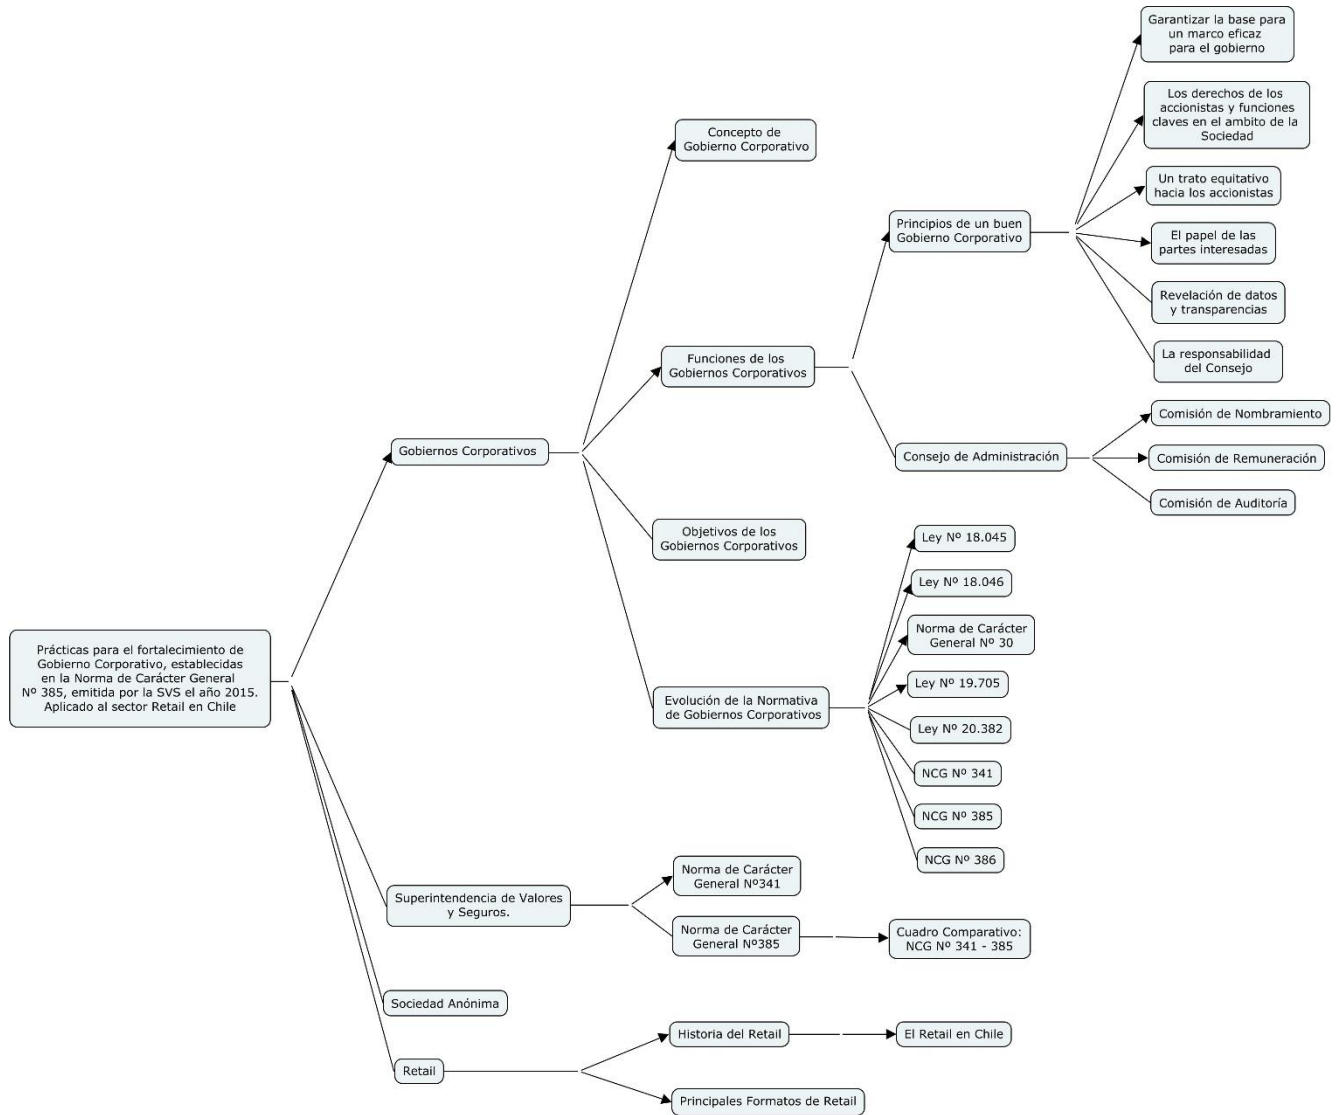 Garantizar la base para
un marco eficaz
para el gobierno
Los derechos de los
accionistas y funciones
claves en el ambito de la
Sociedad
Concepto de
Gobierno Corporativo
Un trato equitativo
hacia los accionistas
Principios de un buen
Gobierno Corporativo
El papel de las
partes interesadas
Revelación de datos
y transparencias
Funciones de los
Gobiernos Corporativos
La responsabilidad
del Consejo
Comisión de Nombramiento
Gobiernos Corporativos
Consejo de Administración
Comisión de Remuneración
Comisión de Auditoría
Objetivos de los
Gobiernos Corporativos
Ley Nº 18.045
Ley Nº 18.046
Norma de Carácter
General Nº 30
Prácticas para el fortalecimiento de
Gobierno Corporativo, establecidas
en la Norma de Carácter General
Nº 385, emitida por la SVS el año 2015.
Aplicado al sector Retail en Chile
Ley Nº 19.705
Evolución de la Normativa
de Gobiernos Corporativos
Ley Nº 20.382
NCG Nº 341
NCG Nº 385
NCG Nº 386
Norma de Carácter
General Nº341
Superintendencia de Valores
y Seguros.
Norma de Carácter
General Nº385
Cuadro Comparativo:
NCG Nº 341 - 385
Sociedad Anónima
Historia del Retail
El Retail en Chile
Retail
Principales Formatos de Retail